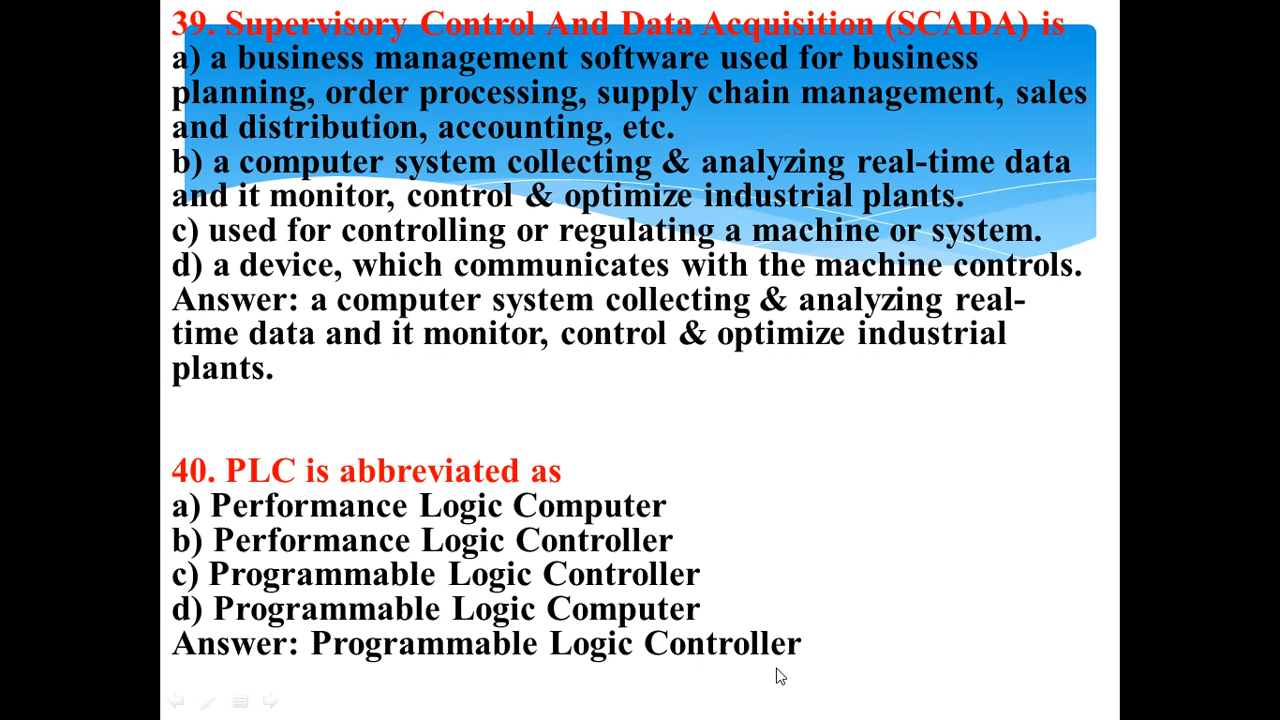 39. Supervisory Control And Data Acquisition (SCADA) is
a) a business management software used for business
planning, order processing, supply chain management, sales
and distribution, accounting, etc.
b) a computer system collecting & analyzing real-time data
and it monitor, control & optimize industrial plants.
c) used for controlling or regulating a machine or system.
d) a device, which communicates with the machine controls.
Answer: a computer system collecting & analyzing real-
time data and it monitor, control & optimize industrial
plants.
40. PLC is abbreviated as
a) Performance Logic Computer
b) Performance Logic Controller
c) Programmable Logic Controller
d) Programmable Logic Computer
Answer: Programmable Logic Controller